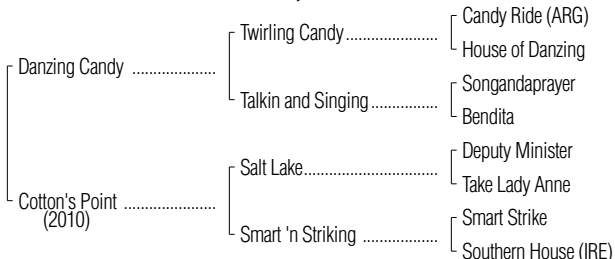 Candy Ride (ARG)
Twirling Candy....................
House of Danzing
Danzing Candy ....................
Songandaprayer
Talkin and Singing................
Bendita
Deputy Minister
Salt Lake............................
Take Lady Anne
Cotton's Point .....................
(2010)
Smart Strike
Smart 'n Striking .................
Southern House (IRE)